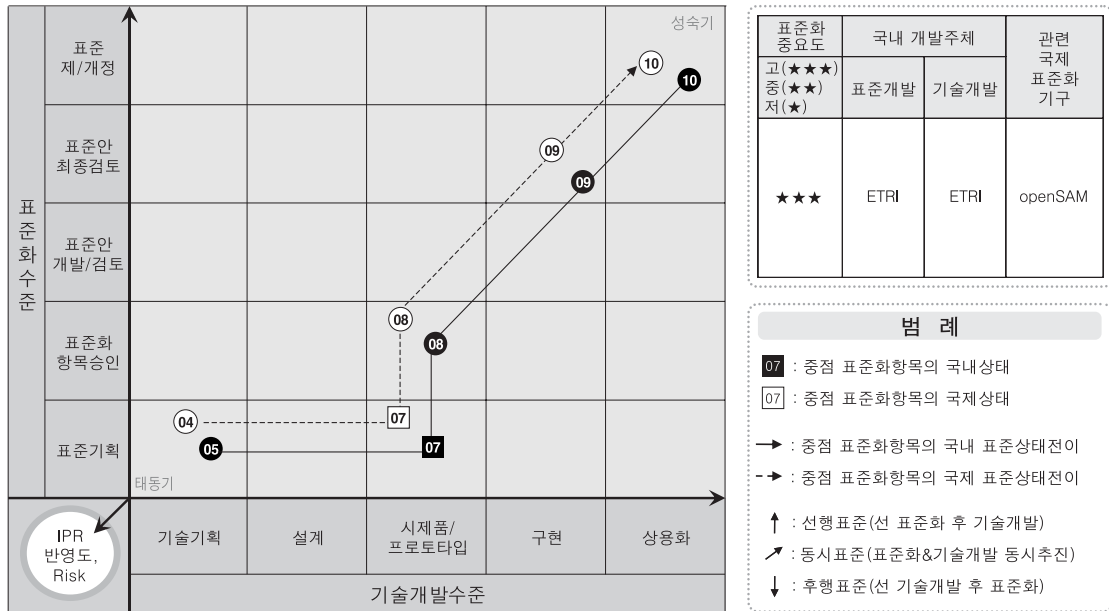 성숙기
표준
제/개정
표준안
최종검토
표준안
개발/검토
표준화
항목승인
표준기획
표준화수준
10
10
09
09
08
08
04
07
05
07
태동기
IPR
반영도,
Risk
기술기획
설계
시제품/
프로토타입
구현
상용화
기술개발수준
표준화
중요도
국내 개발주체
관련
국제
표준화
기구
고(★★★)
중(★★)
저(★)
표준개발
기술개발
★★★
ETRI
ETRI
openSAM
범 례
07 : 중점 표준화항목의 국내상태
07 : 중점 표준화항목의 국제상태
: 중점 표준화항목의 국내 표준상태전이
: 중점 표준화항목의 국제 표준상태전이
: 선행표준(선 표준화 후 기술개발)
: 동시표준(표준화&기술개발 동시추진)
: 후행표준(선 기술개발 후 표준화)